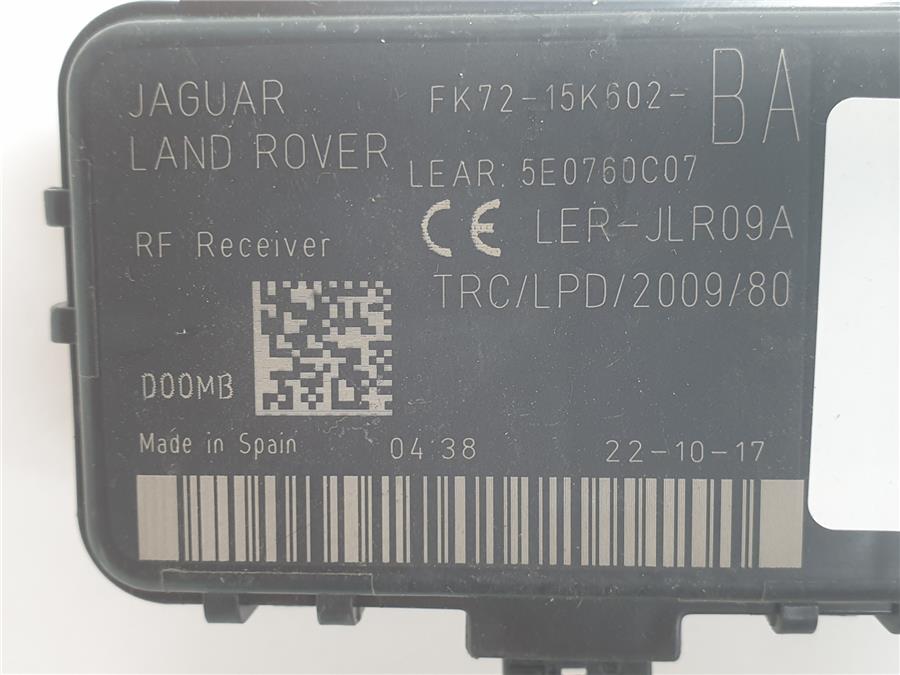 JAGUAR
LAND ROVER
FK72-15K602-BA
LEAR: 5E0760C07
CE LER-JLR09A
RF Receiver
TRC/LPD/2009/80
D00MB
Made in Spain 04:38 22-10-17